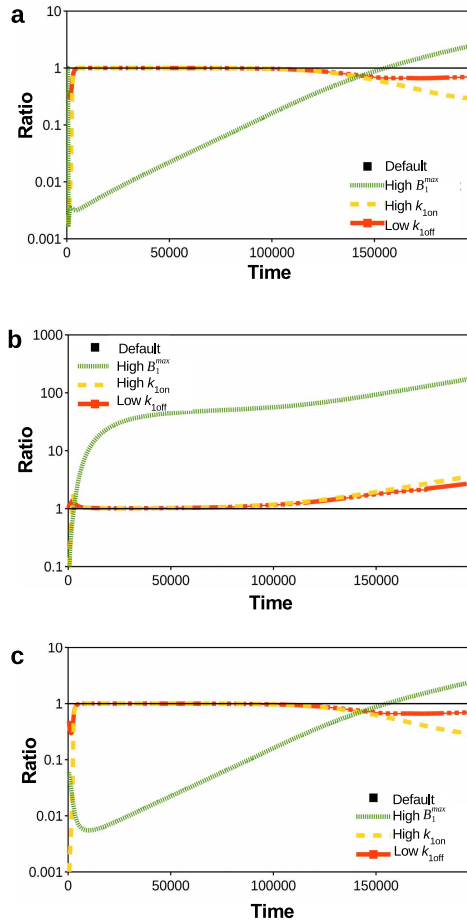 a
10
1
0.1
0.01
0.001
Ratio
Default
High B₁ᵐᵃˣ
High k₁ₒₙ
Low k₁off
0
50000
100000
150000
Time
b
1000
100
10
1
0.1
Ratio
Default
High B₁ᵐᵃˣ
High k₁ₒₙ
Low k₁off
0
50000
100000
150000
Time
c
10
1
0.1
0.01
0.001
Ratio
Default
High B₁ᵐᵃˣ
High k₁ₒₙ
Low k₁off
0
50000
100000
150000
Time